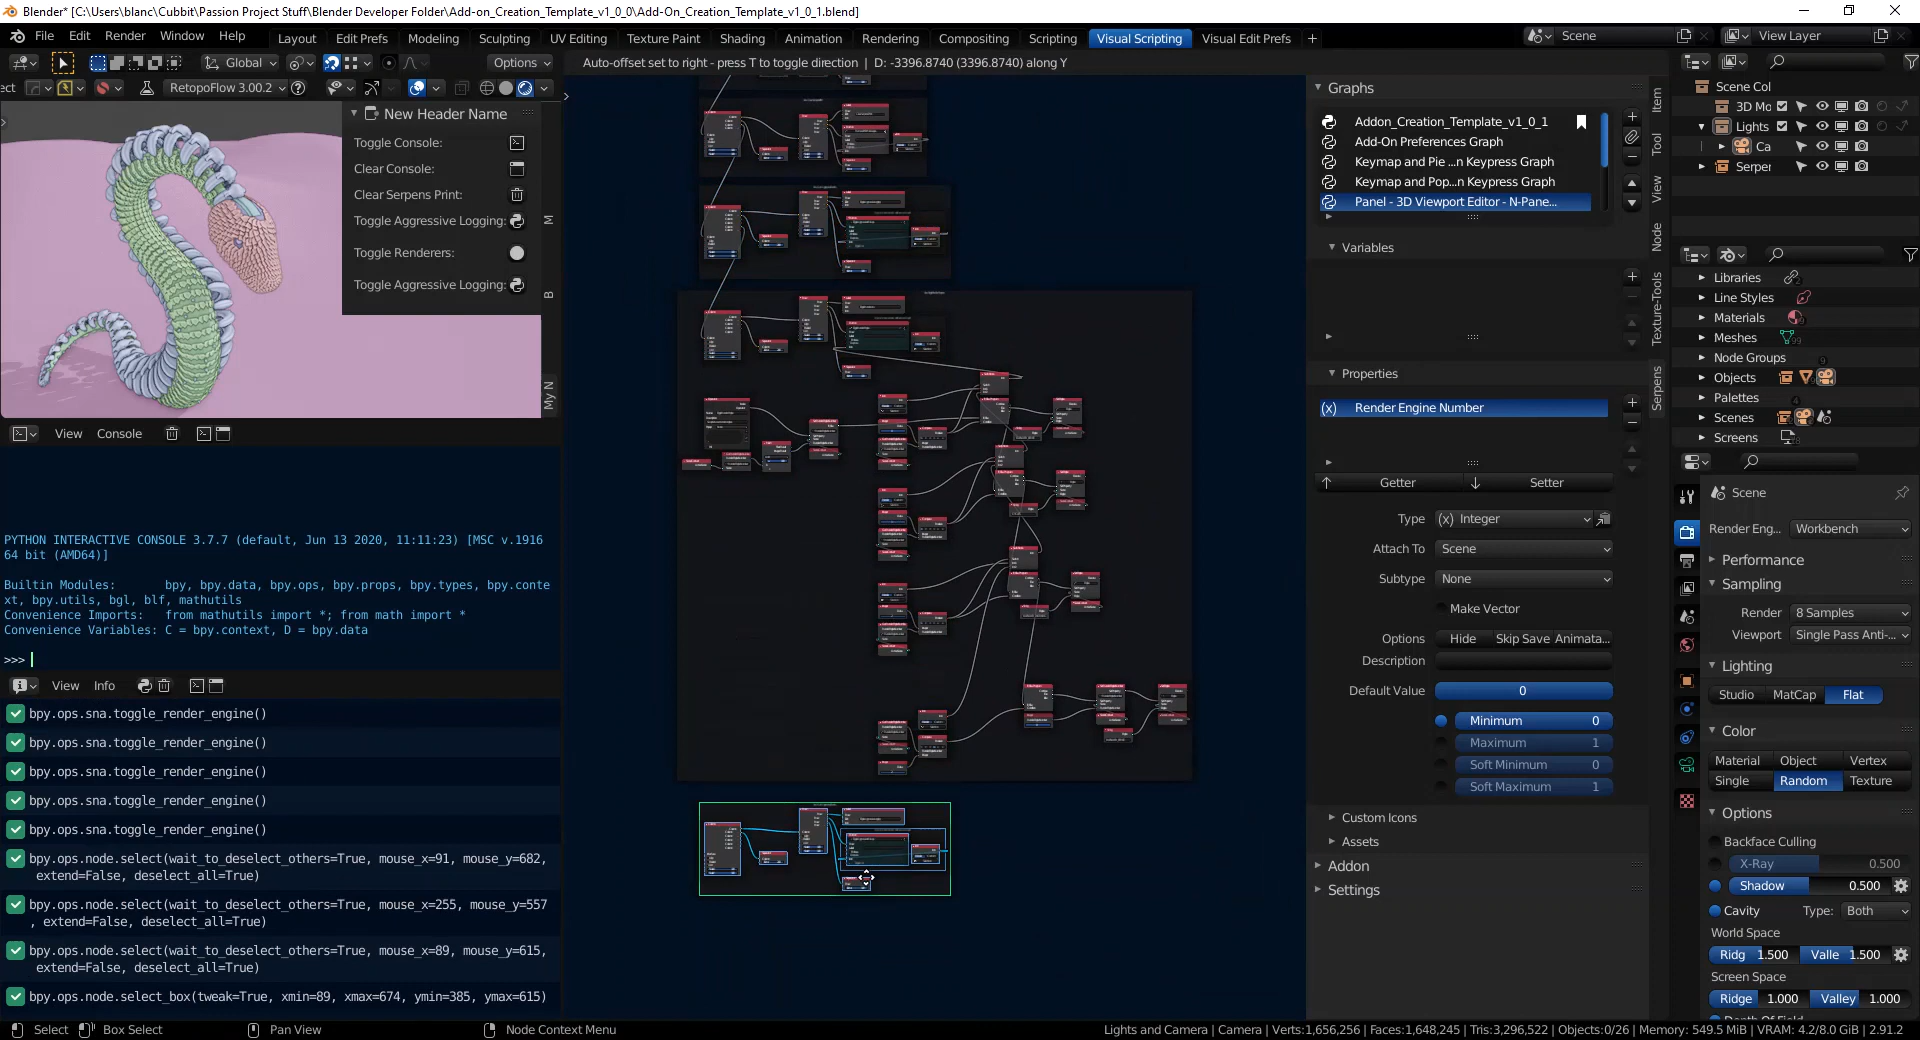 Blender* [C:\Users\blanc\Cubbit\Passion Project Stuff\Blender Developer Folder\Add-on_Creation_Template_v1_0_0\Add-On_Creation_Template_v1_0_1.blend]
File Edit Render Window Help Layout Edit Prefs Modeling Sculpting UV Editing Texture Paint Shading Animation Rendering Compositing Scripting Visual Scripting Visual Edit Prefs + Scene View Layer
Global Options
ect RetopoFlow 3.00.2
Auto-offset set to right - press T to toggle direction | D: -3396.8740 (3396.8740) along Y
New Header Name
Toggle Console:
Clear Console:
Clear Serpens Print:
Toggle Aggressive Logging:
Toggle Renderers:
Toggle Aggressive Logging:
M
B
My N
View Console
PYTHON INTERACTIVE CONSOLE 3.7.7 (default, Jun 13 2020, 11:11:23) [MSC v.1916
64 bit (AMD64)]
Builtin Modules: bpy, bpy.data, bpy.ops, bpy.props, bpy.types, bpy.conte
xt, bpy.utils, bgl, blf, mathutils
Convenience Imports: from mathutils import *; from math import *
Convenience Variables: C = bpy.context, D = bpy.data
>>>
View Info
bpy.ops.sna.toggle_render_engine()
bpy.ops.sna.toggle_render_engine()
bpy.ops.sna.toggle_render_engine()
bpy.ops.sna.toggle_render_engine()
bpy.ops.sna.toggle_render_engine()
bpy.ops.node.select(wait_to_deselect_others=True, mouse_x=91, mouse_y=682,
extend=False, deselect_all=True)
bpy.ops.node.select(wait_to_deselect_others=True, mouse_x=255, mouse_y=557
, extend=False, deselect_all=True)
bpy.ops.node.select(wait_to_deselect_others=True, mouse_x=89, mouse_y=615,
extend=False, deselect_all=True)
bpy.ops.node.select_box(tweak=True, xmin=89, xmax=674, ymin=385, ymax=615)
Graphs
Addon_Creation_Template_v1_0_1
Add-On Preferences Graph
Keymap and Pie ...n Keypress Graph
Keymap and Pop...n Keypress Graph
Panel - 3D Viewport Editor - N-Pane...
Variables
Properties
(x) Render Engine Number
Getter Setter
Type (x) Integer
Attach To Scene
Subtype None
Make Vector
Options Hide Skip Save Animata...
Description
Default Value 0
Minimum 0
Maximum 1
Soft Minimum 0
Soft Maximum 1
Custom Icons
Assets
Addon
Settings
Item
Tool
View
Node
Texture-Tools
Serpens
Scene Col
3D Mo
Lights
Ca
Serper
Libraries 2
Line Styles
Materials 9
Meshes 99
Node Groups 9
Objects
Palettes 4
Scenes
Screens 28
Scene
Render Eng... Workbench
Performance
Sampling
Render 8 Samples
Viewport Single Pass Anti-...
Lighting
Studio MatCap Flat
Color
Material Object Vertex
Single Random Texture
Options
Backface Culling
X-Ray 0.500
Shadow 0.500
Cavity Type: Both
World Space
Ridg 1.500 Valle 1.500
Screen Space
Ridge 1.000 Valley 1.000
Select Box Select Pan View Node Context Menu Lights and Camera | Camera | Verts:1,656,256 | Faces:1,648,245 | Tris:3,296,522 | Objects:0/26 | Memory: 549.5 MiB | VRAM: 4.2/8.0 GiB | 2.91.2